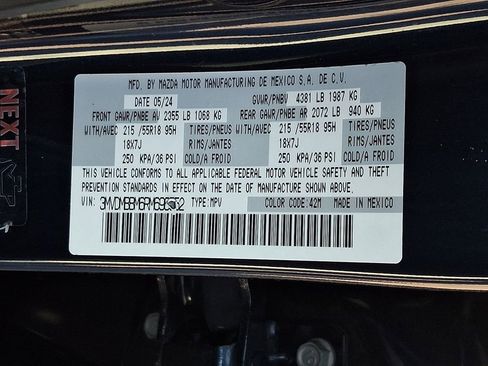 MFD. BY MAZDA MOTOR MANUFACTURING DE MEXICO S.A. DE C.V.
DATE 05/24 GVWR/PNBV 4381 LB 1987 KG
FRONT GAWR/PNBE AV 2355 LB 1068 KG REAR GAWR/PNBE AR 2072 LB 940 KG
WITH/AVEC 215 /55R18 95H TIRES/PNEUS WITH/AVEC 215 /55R18 95H TIRES/PNEUS
18X7J RIMS/JANTES 18X7J RIMS/JANTES
250 KPA/36 PSI COLD/A FROID 250 KPA/36 PSI COLD/A FROID
THIS VEHICLE CONFORMS TO ALL APPLICABLE FEDERAL MOTOR VEHICLE SAFETY AND THEFT
PREVENTION STANDARDS IN EFFECT ON THE DATE OF MANUFACTURE SHOWN ABOVE.
VIN: TYPE:MPV COLOR CODE: 42M MADE IN MEXICO
NEXT